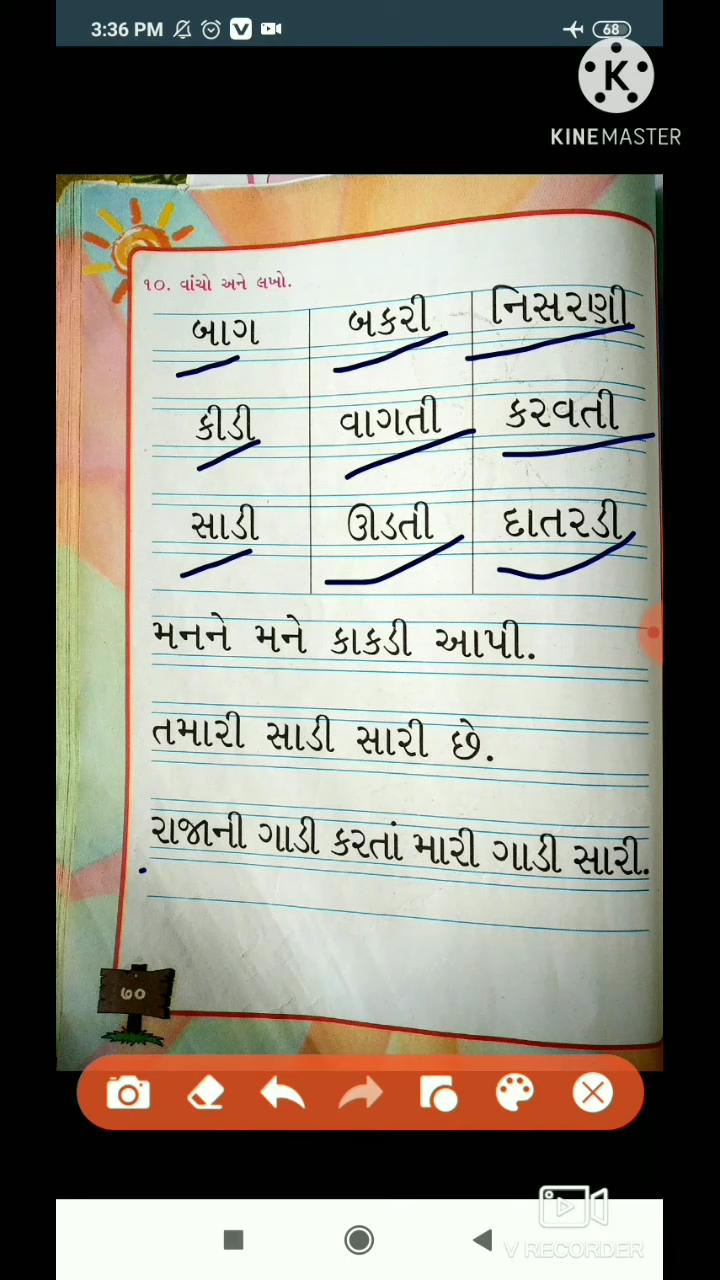 3:36 PM
68
K
KINEMASTER
૧૦. વાંચો અને લખો.
બાગ બકરી નિસરણી
કીડી વાગતી કરવતી
સાડી ઊડતી દાતરડી
મનને મને કાકડી આપી.
તમારી સાડી સારી છે.
રાજાની ગાડી કરતાં મારી ગાડી સારી.
૭૦
V RECORDER